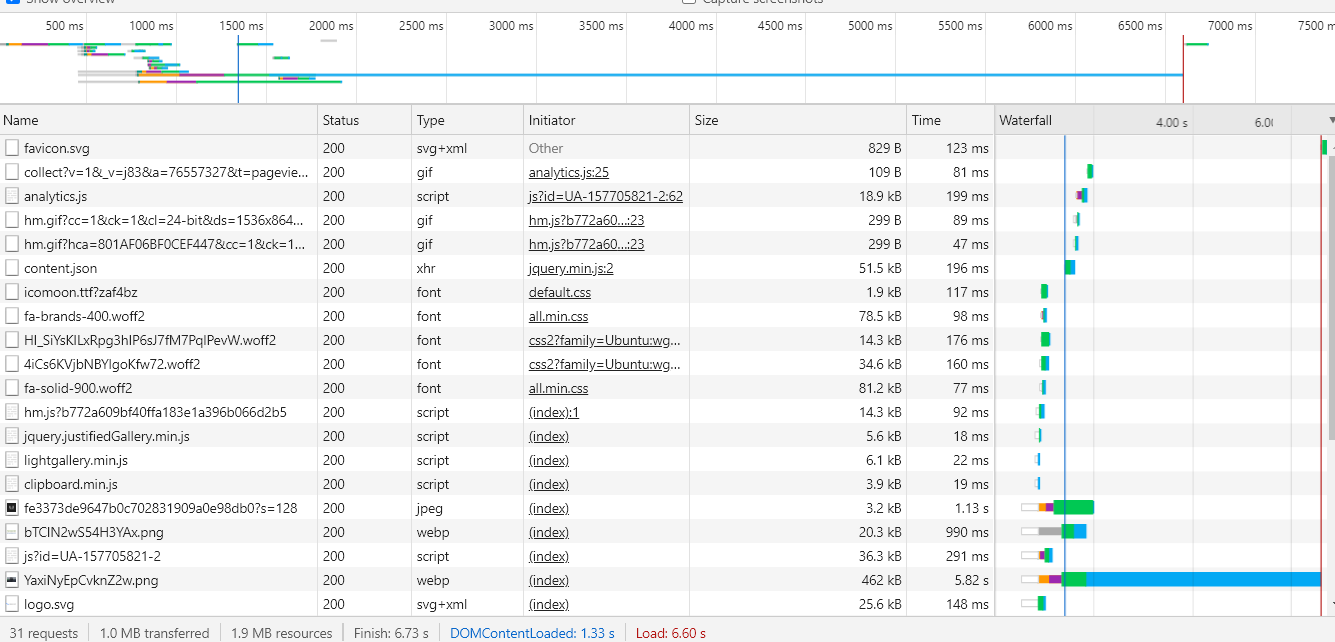 Show overview Capture screenshots
500 ms 1000 ms 1500 ms 2000 ms 2500 ms 3000 ms 3500 ms 4000 ms 4500 ms 5000 ms 5500 ms 6000 ms 6500 ms 7000 ms 7500 m
Name Status Type Initiator Size Time Waterfall 4.00 s 6.00
favicon.svg 200 svg+xml Other 829 B 123 ms
collect?v=1&_v=j83&a=76557327&t=pagevie... 200 gif analytics.js:25 109 B 81 ms
analytics.js 200 script js?id=UA-157705821-2:62 18.9 kB 199 ms
hm.gif?cc=1&ck=1&cl=24-bit&ds=1536x864... 200 gif hm.js?b772a60...:23 299 B 89 ms
hm.gif?hca=801AF06BF0CEF447&cc=1&ck=1... 200 gif hm.js?b772a60...:23 299 B 47 ms
content.json 200 xhr jquery.min.js:2 51.5 kB 196 ms
icomoon.ttf?zaf4bz 200 font default.css 1.9 kB 117 ms
fa-brands-400.woff2 200 font all.min.css 78.5 kB 98 ms
HI_SiYsKILxRpg3hIP6sJ7fM7PqlPevW.woff2 200 font css2?family=Ubuntu:wg... 14.3 kB 176 ms
4iCs6KVjbNBYlgoKfw72.woff2 200 font css2?family=Ubuntu:wg... 34.6 kB 160 ms
fa-solid-900.woff2 200 font all.min.css 81.2 kB 77 ms
hm.js?b772a609bf40ffa183e1a396b066d2b5 200 script (index):1 14.3 kB 92 ms
jquery.justifiedGallery.min.js 200 script (index) 5.6 kB 18 ms
lightgallery.min.js 200 script (index) 6.1 kB 22 ms
clipboard.min.js 200 script (index) 3.9 kB 19 ms
fe3373de9647b0c702831909a0e98db0?s=128 200 jpeg (index) 3.2 kB 1.13 s
bTCIN2wS54H3YAx.png 200 webp (index) 20.3 kB 990 ms
js?id=UA-157705821-2 200 script (index) 36.3 kB 291 ms
YaxiNyEpCvknZ2w.png 200 webp (index) 462 kB 5.82 s
logo.svg 200 svg+xml (index) 25.6 kB 148 ms
31 requests 1.0 MB transferred 1.9 MB resources Finish: 6.73 s DOMContentLoaded: 1.33 s Load: 6.60 s